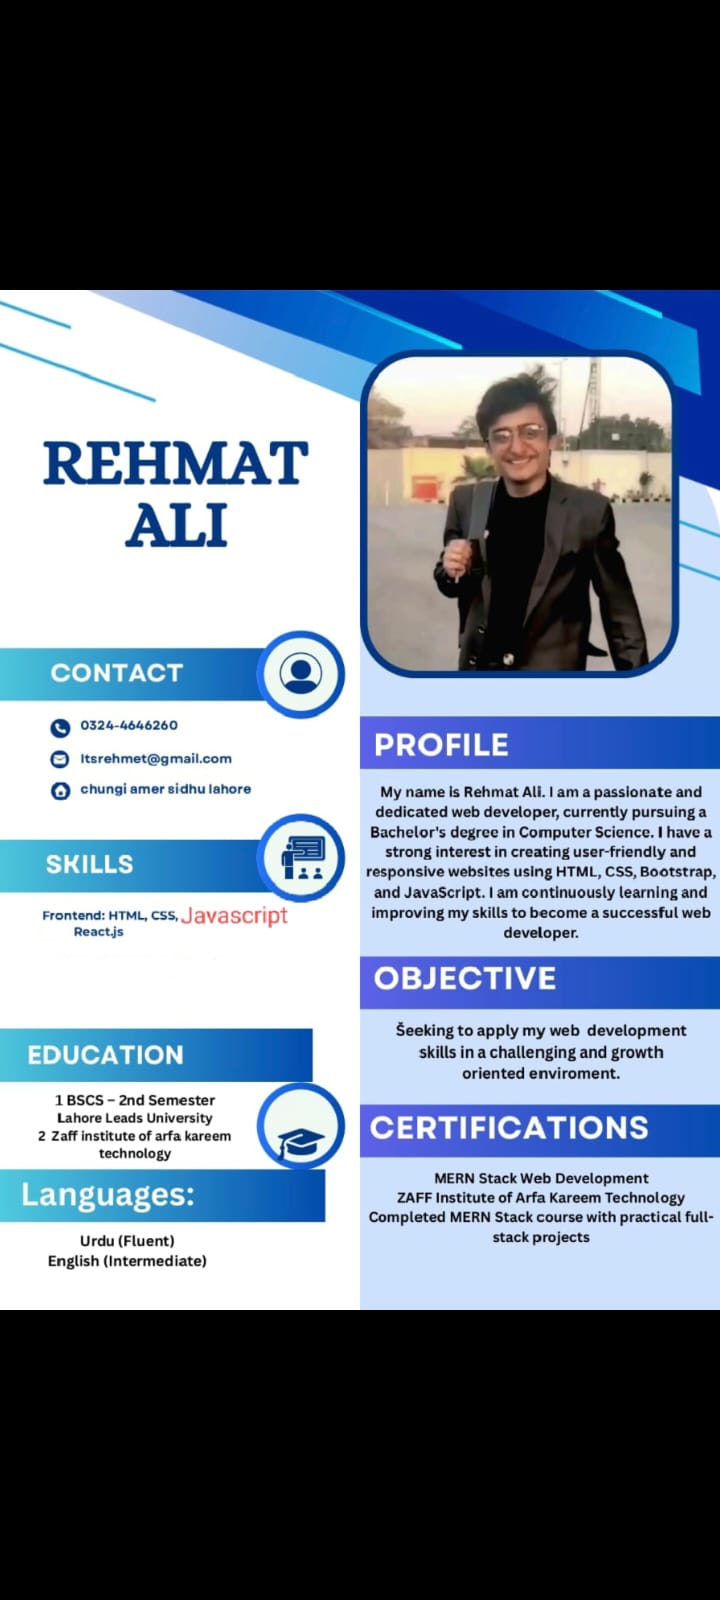 REHMAT
ALI
CONTACT
0324-4646260
Itsrehmet@gmail.com
chungi amer sidhu lahore
SKILLS
Frontend: HTML, CSS, Javascript
React.js
EDUCATION
1 BSCS – 2nd Semester
Lahore Leads University
2 Zaff institute of arfa kareem
technology
Languages:
Urdu (Fluent)
English (Intermediate)
PROFILE
My name is Rehmat Ali. I am a passionate and
dedicated web developer, currently pursuing a
Bachelor's degree in Computer Science. I have a
strong interest in creating user-friendly and
responsive websites using HTML, CSS, Bootstrap,
and JavaScript. I am continuously learning and
improving my skills to become a successful web
developer.
OBJECTIVE
Šeeking to apply my web development
skills in a challenging and growth
oriented enviroment.
CERTIFICATIONS
MERN Stack Web Development
ZAFF Institute of Arfa Kareem Technology
Completed MERN Stack course with practical full-
stack projects